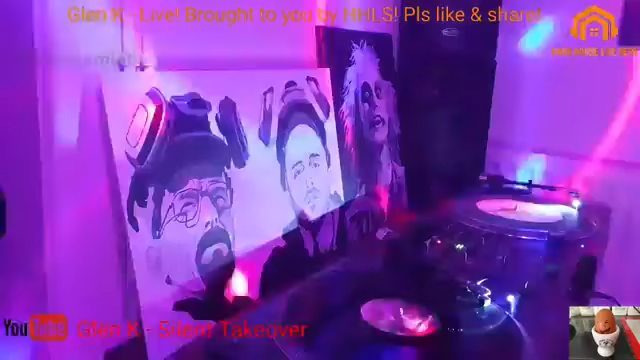 Glen K - Live! Brought to you by HHLS! Pls like & share!
YouTube
Glen K - Silent Takeover